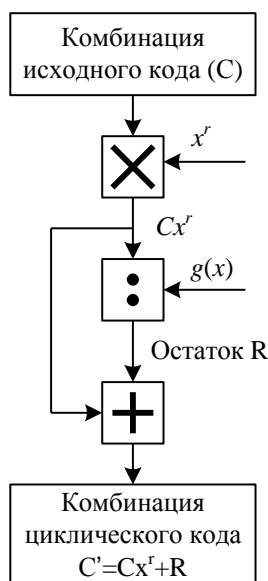 Комбинация
исходного кода (С)
x^r
Cx^r
g(x)
Остаток R
Комбинация
циклического кода
C’=Cx^r+R